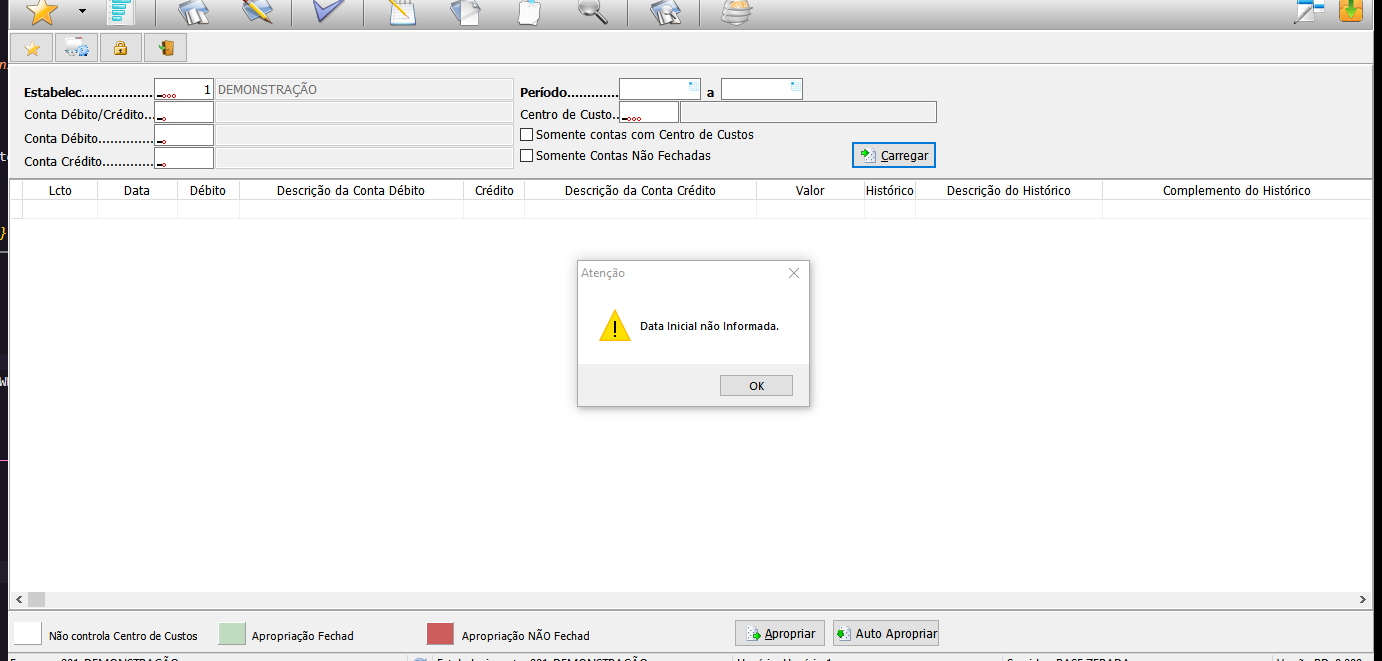 Estabelec.................. 1 DEMONSTRAÇÃO Período............. a
Conta Débito/Crédito... Centro de Custo..
Conta Débito.............. Somente contas com Centro de Custos
Conta Crédito............. Somente Contas Não Fechadas Carregar
Lcto Data Débito Descrição da Conta Débito Crédito Descrição da Conta Crédito Valor Histórico Descrição do Histórico Complemento do Histórico
Atenção
Data Inicial não Informada.
OK
Não controla Centro de Custos Apropriação Fechad Apropriação NÃO Fechad Apropriar Auto Apropriar